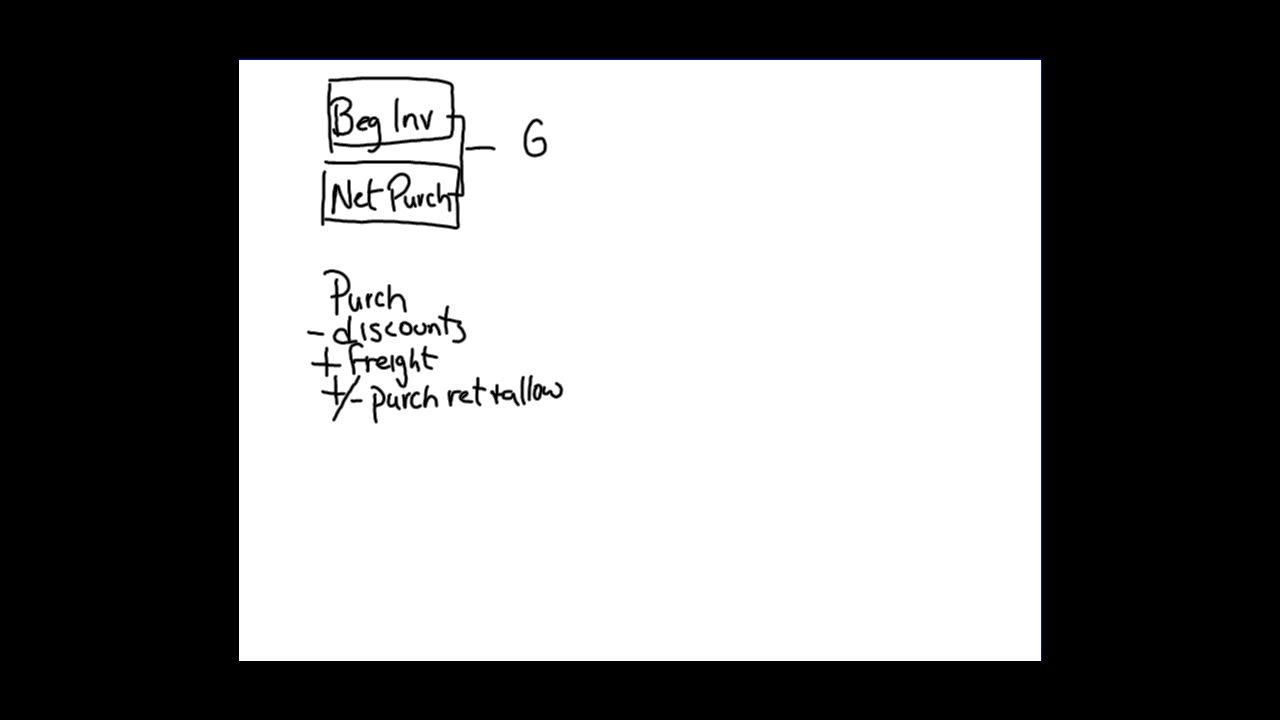 Beg Inv
G
Net Purch
Purch
- discounts
+ Freight
+/- purch ret + allow